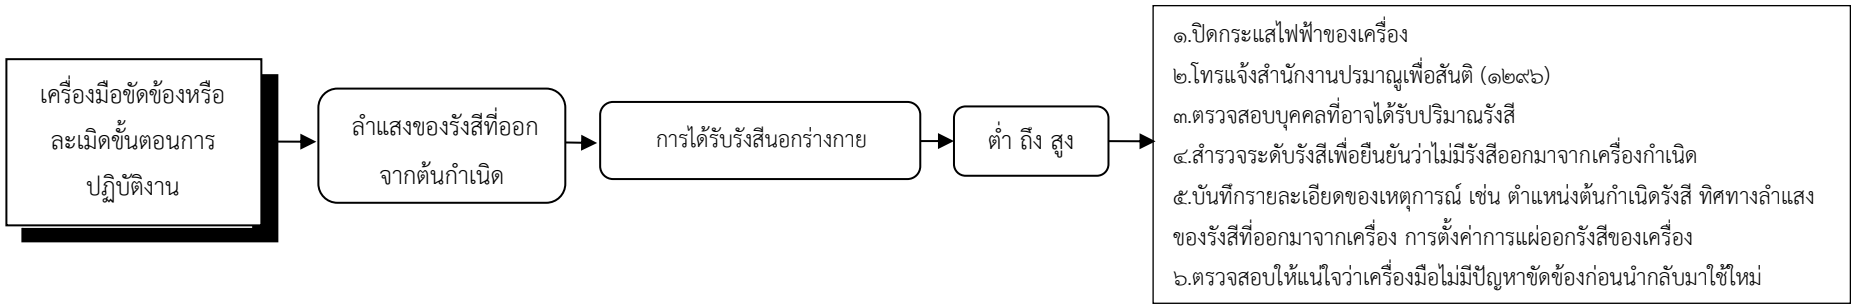 เครื่องมือขัดข้องหรือ
ละเมิดขั้นตอนการ
ปฏิบัติงาน
ลำแสงของรังสีที่ออก
จากต้นกำเนิด
การได้รับรังสีนอกร่างกาย
ต่ำ ถึง สูง
๑.ปิดกระแสไฟฟ้าของเครื่อง
๒.โทรแจ้งสำนักงานปรมาณูเพื่อสันติ (๑๒๙๖)
๓.ตรวจสอบบุคคลที่อาจได้รับปริมาณรังสี
๔.สำรวจระดับรังสีเพื่อยืนยันว่าไม่มีรังสีออกมาจากเครื่องกำเนิด
๕.บันทึกรายละเอียดของเหตุการณ์ เช่น ตำแหน่งต้นกำเนิดรังสี ทิศทางลำแสง
ของรังสีที่ออกมาจากเครื่อง การตั้งค่าการแผ่ออกรังสีของเครื่อง
๖.ตรวจสอบให้แน่ใจว่าเครื่องมือไม่มีปัญหาขัดข้องก่อนนำกลับมาใช้ใหม่